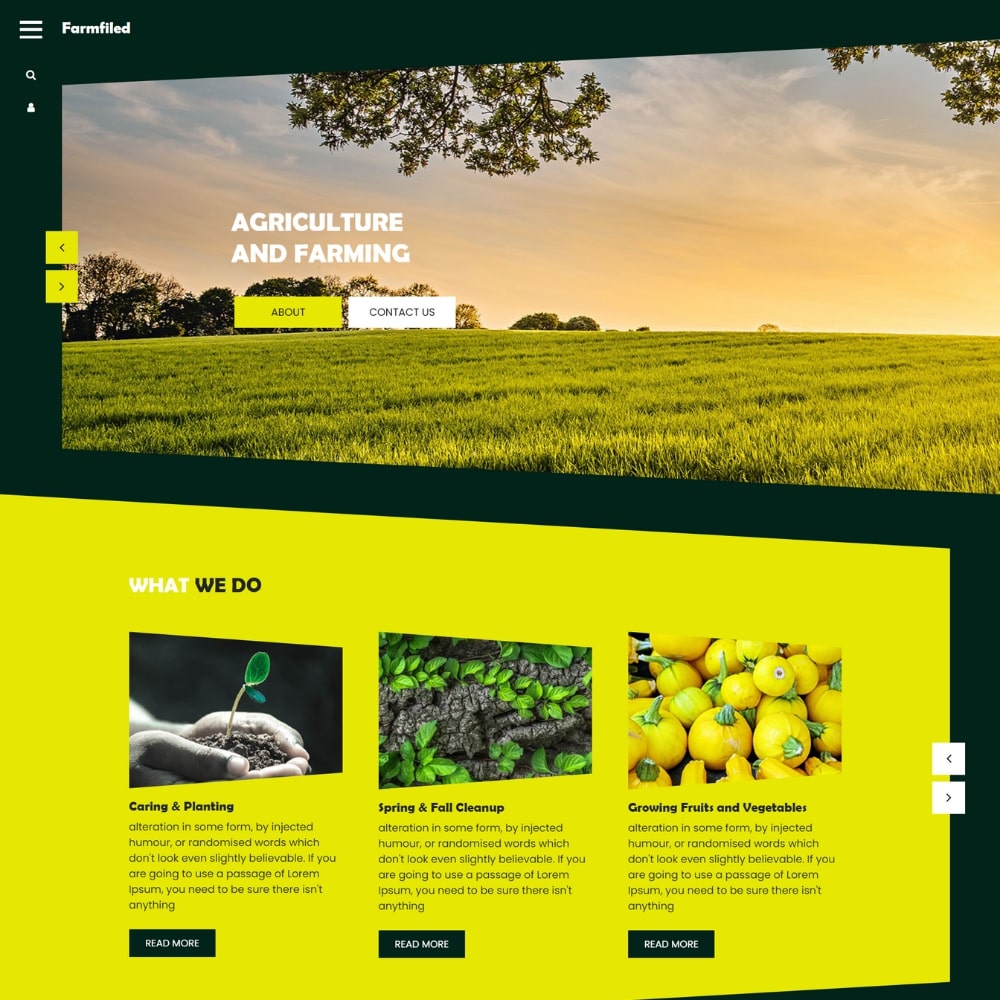 Farmfiled
AGRICULTURE
AND FARMING
ABOUT
CONTACT US
WHAT WE DO
Caring & Planting
alteration in some form, by injected
humour, or randomised words which
don't look even slightly believable. If you
are going to use a passage of Lorem
Ipsum, you need to be sure there isn't
anything
READ MORE
Spring & Fall Cleanup
alteration in some form, by injected
humour, or randomised words which
don't look even slightly believable. If you
are going to use a passage of Lorem
Ipsum, you need to be sure there isn't
anything
READ MORE
Growing Fruits and Vegetables
alteration in some form, by injected
humour, or randomised words which
don't look even slightly believable. If you
are going to use a passage of Lorem
Ipsum, you need to be sure there isn't
anything
READ MORE